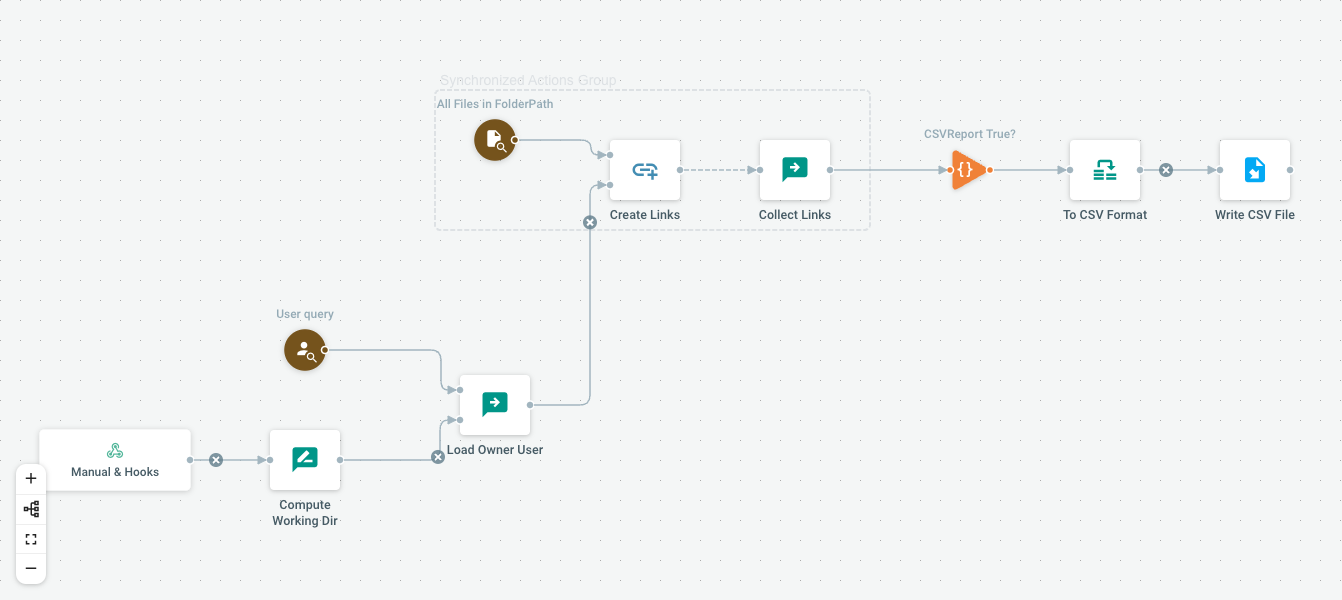 Synchronized Actions Group
All Files in FolderPath
CSVReport True?
{}
Create Links
Collect Links
To CSV Format
Write CSV File
User query
Load Owner User
Manual & Hooks
Compute
Working Dir